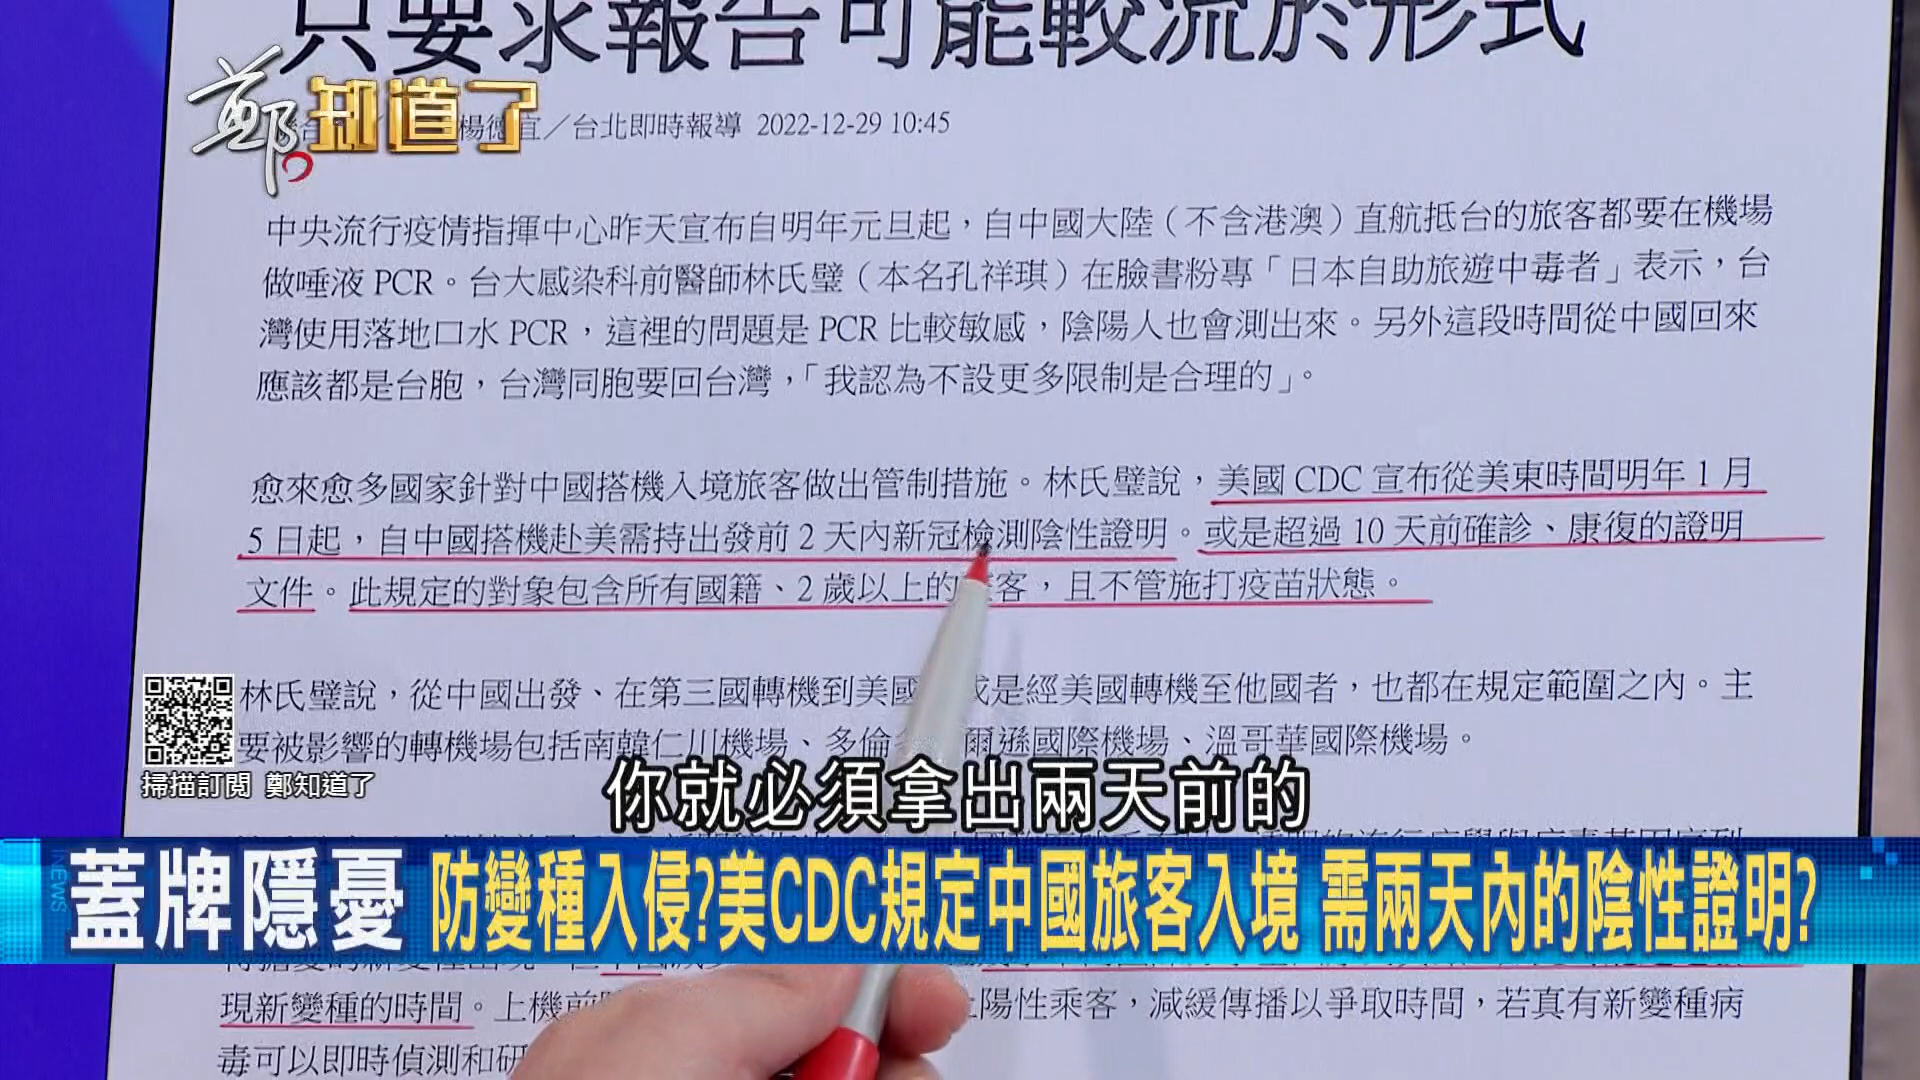 只要求報告可能較流於形式
鄭知道了
楊德宜／台北即時報導 2022-12-29 10:45
中央流行疫情指揮中心昨天宣布自明年元旦起，自中國大陸（不含港澳）直航抵台的旅客都要在機場
做唾液 PCR。台大感染科前醫師林氏璧（本名孔祥琪）在臉書粉專「日本自助旅遊中毒者」表示，台
灣使用落地口水 PCR，這裡的問題是 PCR 比較敏感，陰陽人也會測出來。另外這段時間從中國回來
應該都是台胞，台灣同胞要回台灣，「我認為不設更多限制是合理的」。
愈來愈多國家針對中國搭機入境旅客做出管制措施。林氏璧說，美國 CDC 宣布從美東時間明年 1 月
5 日起，自中國搭機赴美需持出發前 2 天內新冠檢測陰性證明。或是超過 10 天前確診、康復的證明
文件。此規定的對象包含所有國籍、2 歲以上的客，且不管施打疫苗狀態。
林氏璧說，從中國出發、在第三國轉機到美國或是經美國轉機至他國者，也都在規定範圍之內。主
要被影響的轉機場包括南韓仁川機場、多倫爾遜國際機場、溫哥華國際機場。
掃描訂閱 鄭知道了
你就必須拿出兩天前的
NEWS
蓋牌隱憂 防變種入侵?美CDC規定中國旅客入境 需兩天內的陰性證明?
現新變種的時間。上機前陽性乘客，減緩傳播以爭取時間，若真有新變種病
毒可以即時偵測和研